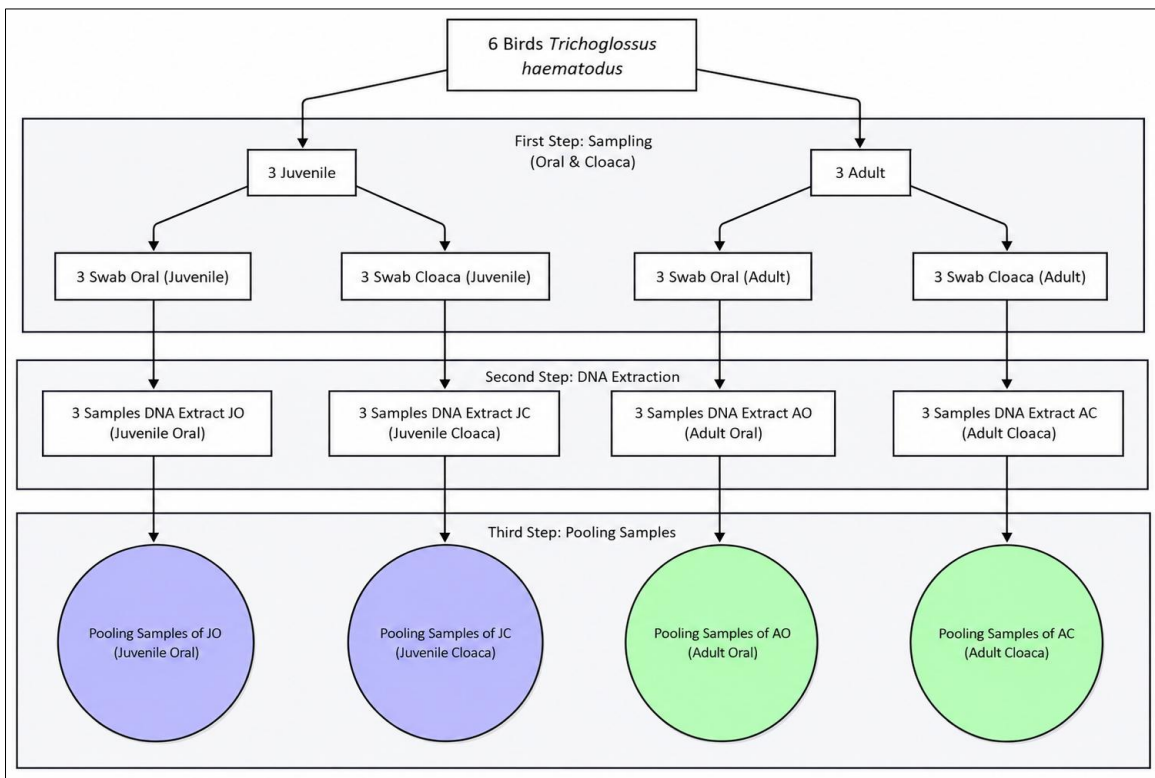 6 Birds Trichoglossus
haematodus
First Step: Sampling
(Oral & Cloaca)
3 Juvenile
3 Adult
3 Swab Oral (Juvenile)
3 Swab Cloaca (Juvenile)
3 Swab Oral (Adult)
3 Swab Cloaca (Adult)
Second Step: DNA Extraction
3 Samples DNA Extract JO
(Juvenile Oral)
3 Samples DNA Extract JC
(Juvenile Cloaca)
3 Samples DNA Extract AO
(Adult Oral)
3 Samples DNA Extract AC
(Adult Cloaca)
Third Step: Pooling Samples
Pooling Samples of JO
(Juvenile Oral)
Pooling Samples of JC
(Juvenile Cloaca)
Pooling Samples of AO
(Adult Oral)
Pooling Samples of AC
(Adult Cloaca)